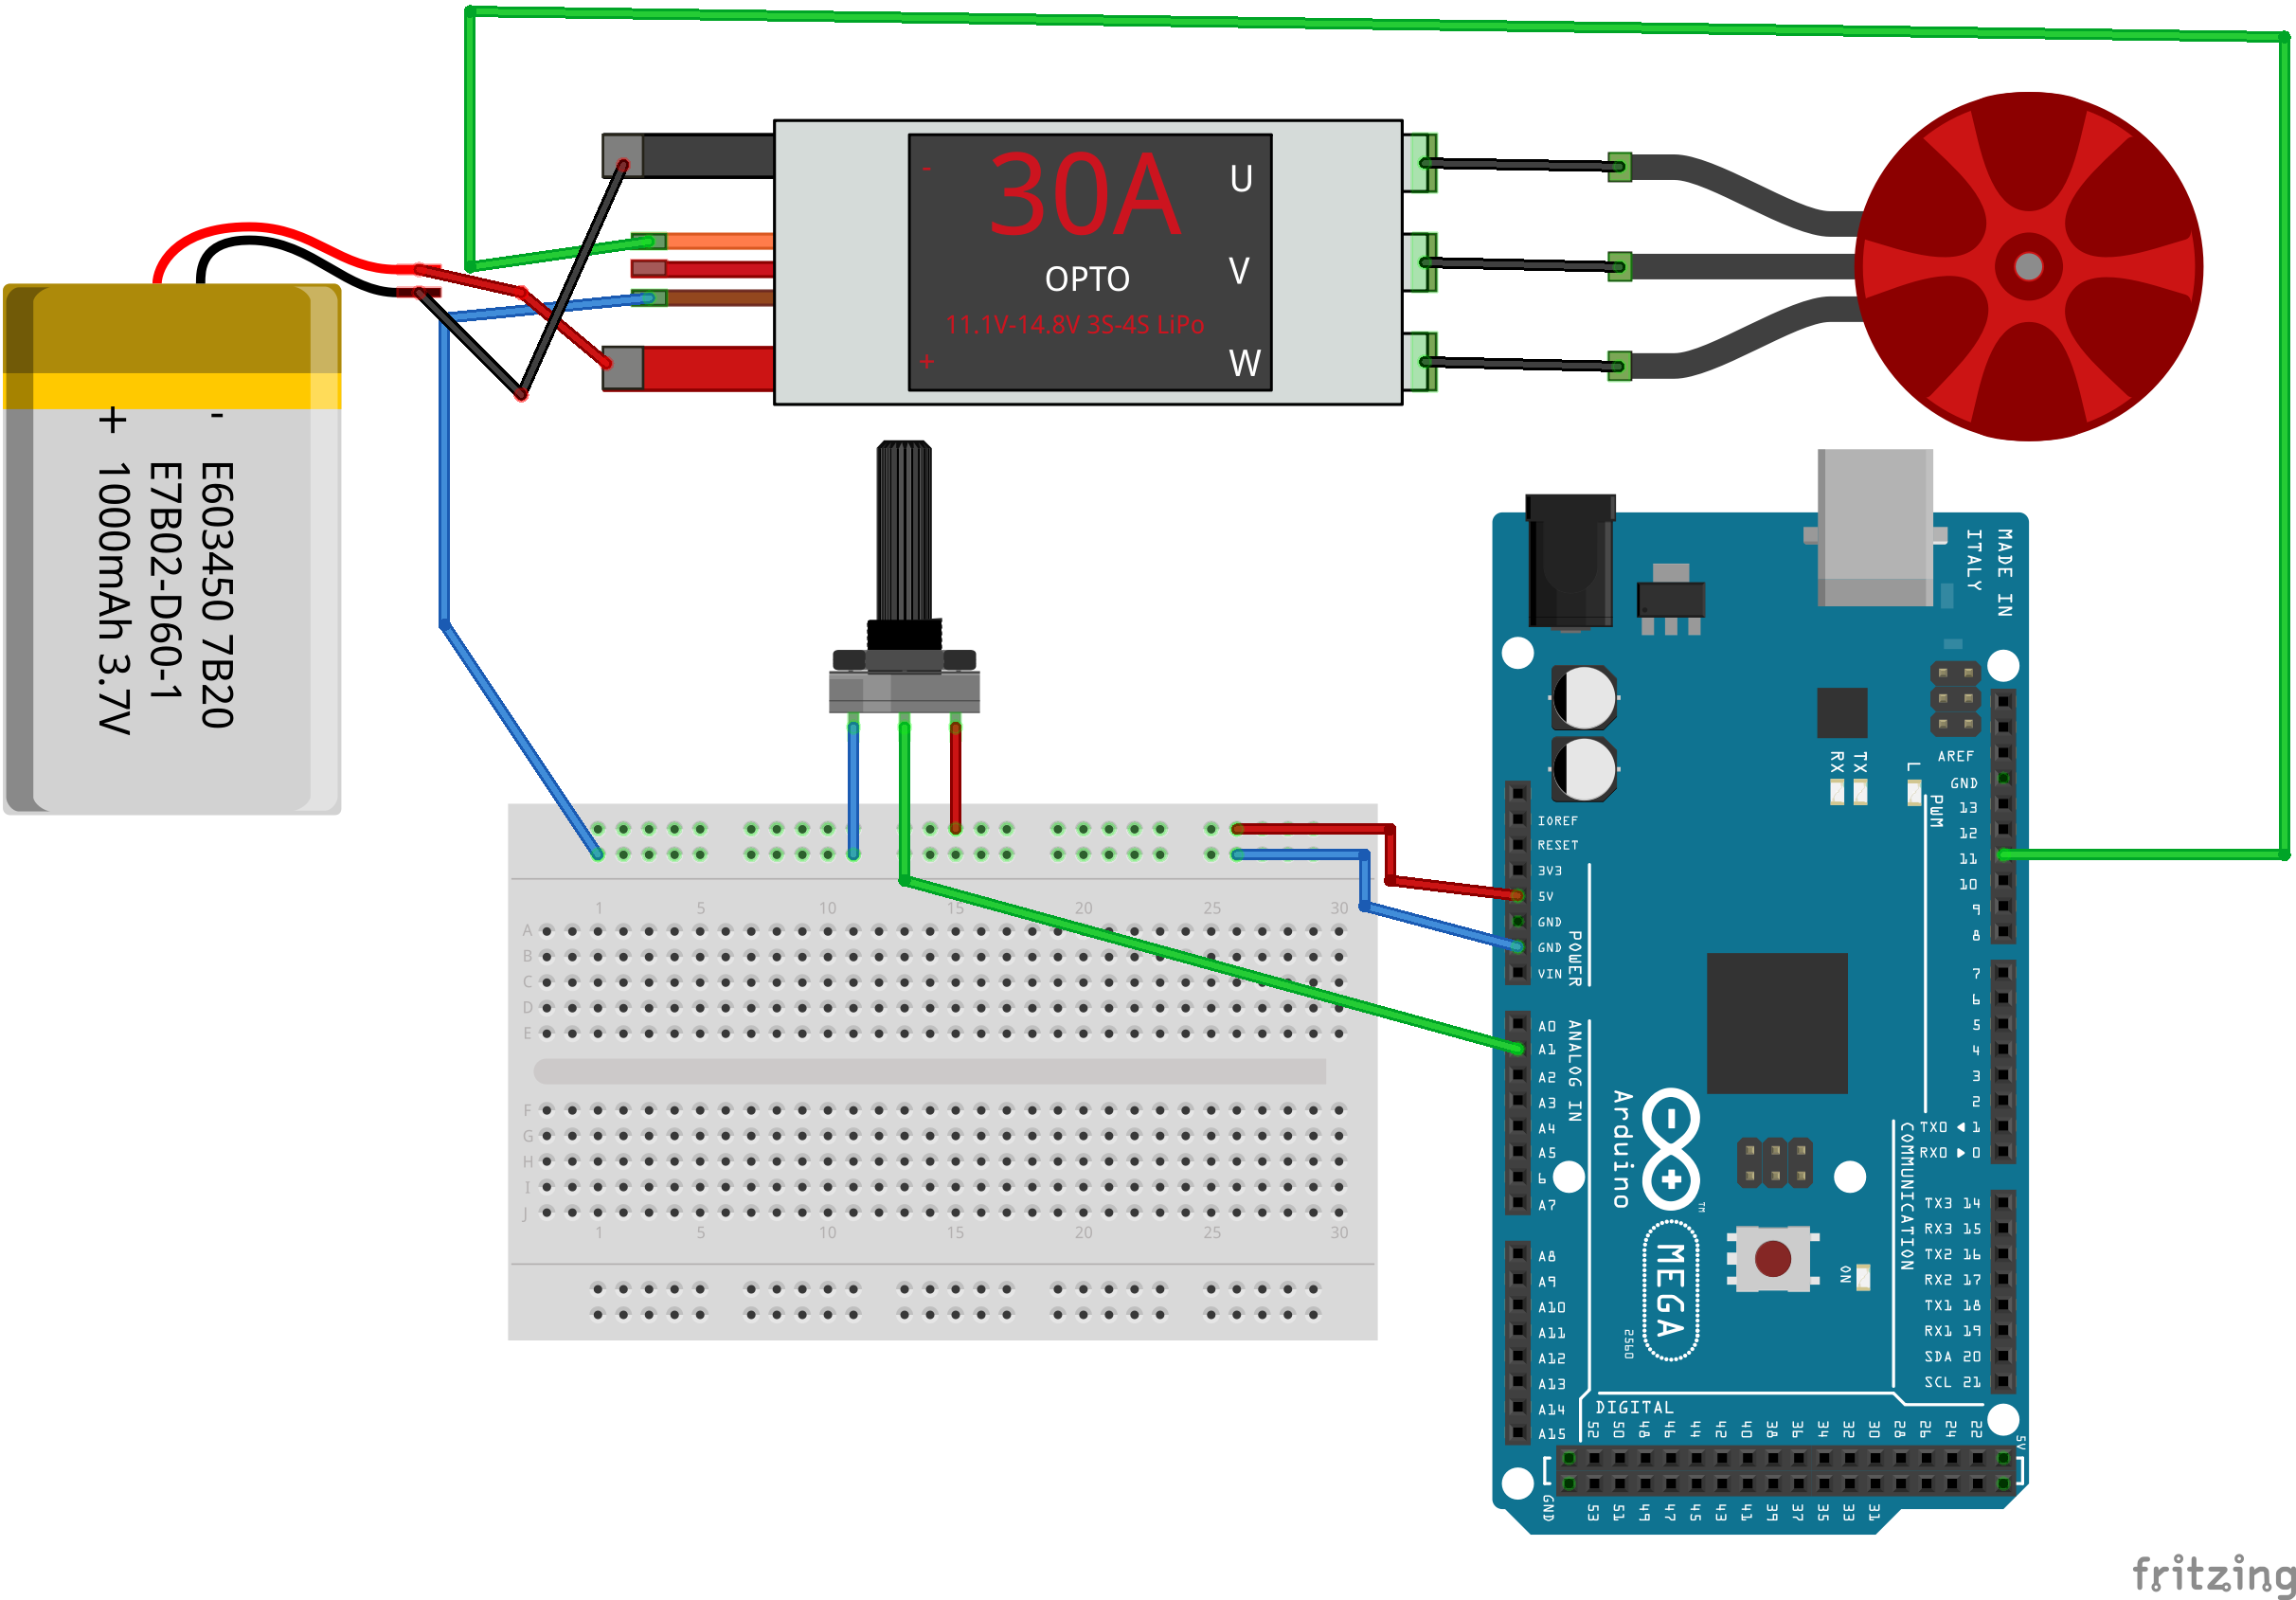 -
+
30A
OPTO
11.1V-14.8V 3S-4S LiPo
U
V
W
- E603450 7B20
E7B02-D60-1
+ 1000mAh 3.7V
MADE IN
ITALY
RX
TX
L
AREF
GND
13
12
11
10
9
8
PWM
IOREF
RESET
3V3
5V
GND
GND
VIN
POWER
7
6
5
4
3
2
TX0 ◀ 1
RX0 ▶ 0
A0
A1
A2
A3
A4
A5
6
A7
ANALOG IN
A8
A9
A10
A11
A12
A13
A14
A15
Arduino
TM
MEGA
2560
ON
COMMUNICATION
TX3 14
RX3 15
TX2 16
RX2 17
TX1 18
RX1 19
SDA 20
SCL 21
DIGITAL
52 50 48 46 44 42 40 38 36 34 32 30 28 26 24 22
5V
GND
53 51 49 47 45 43 41 39 37 35 33 31
1 5 10 15 20 25 30
A
B
C
D
E
F
G
H
I
J
1 5 10 15 20 25 30
fritzing